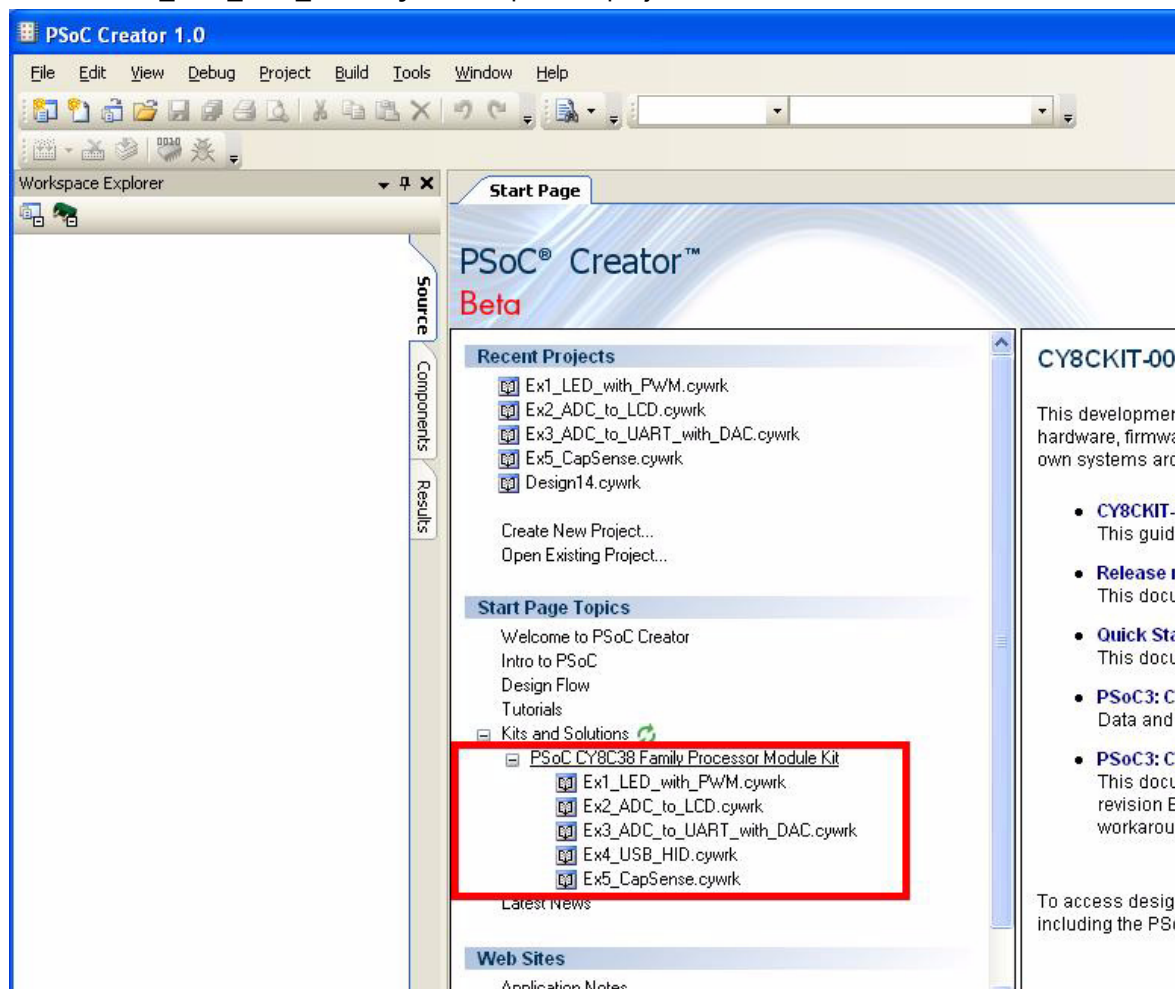 PSoC Creator 1.0
File Edit View Debug Project Build Tools Window Help
Workspace Explorer
Source
Components
Results
Start Page
PSoC® Creator™
Beta
Recent Projects
Ex1_LED_with_PWM.cywrk
Ex2_ADC_to_LCD.cywrk
Ex3_ADC_to_UART_with_DAC.cywrk
Ex5_CapSense.cywrk
Design14.cywrk
Create New Project...
Open Existing Project...
Start Page Topics
Welcome to PSoC Creator
Intro to PSoC
Design Flow
Tutorials
Kits and Solutions
PSoC CY8C38 Family Processor Module Kit
Ex1_LED_with_PWM.cywrk
Ex2_ADC_to_LCD.cywrk
Ex3_ADC_to_UART_with_DAC.cywrk
Ex4_USB_HID.cywrk
Ex5_CapSense.cywrk
Latest News
Web Sites
Application Notes
CY8CKIT-00
This developmen
hardware, firmwa
own systems arc
CY8CKIT-
This guid
Release
This docu
Quick Sta
This docu
PSoC3: C
Data and
PSoC3: C
This docu
revision E
workarou
To access desig
including the PS